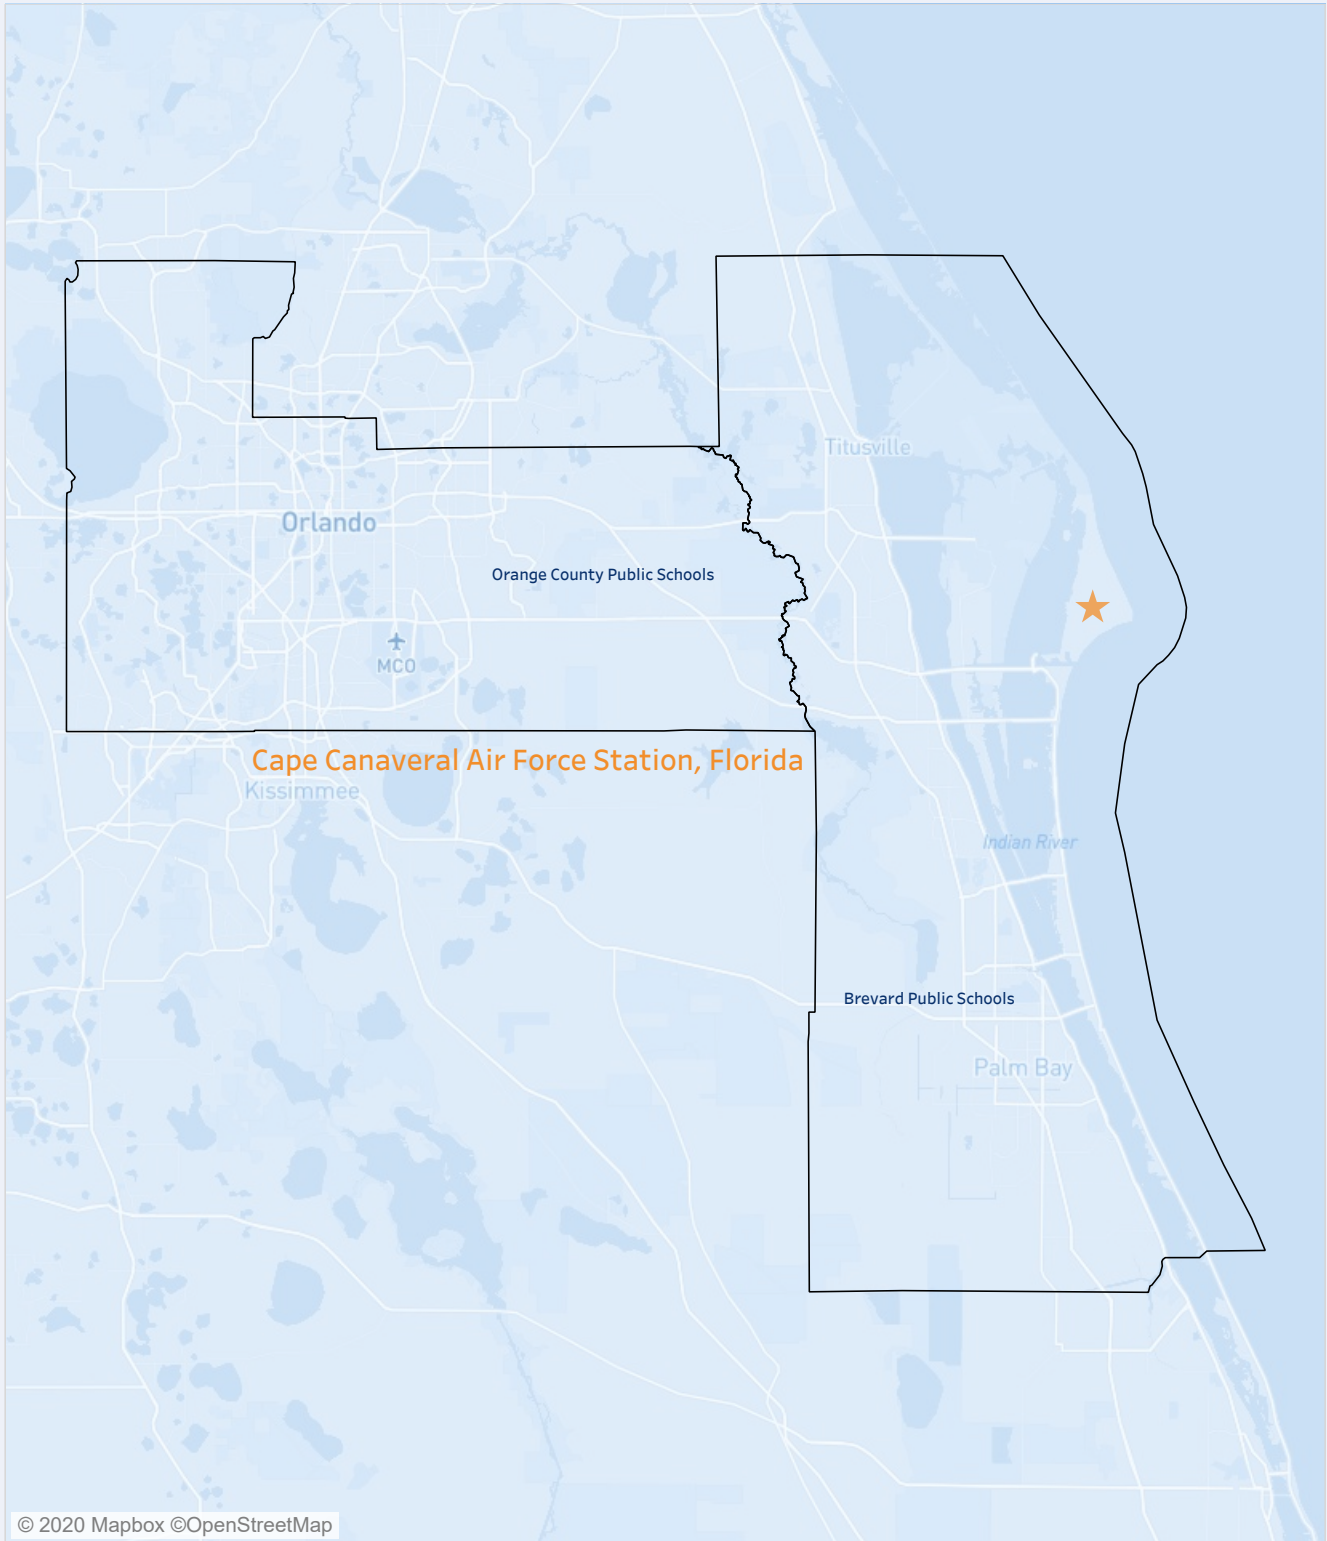 Titusville
Orlando
Orange County Public Schools
MCO
Cape Canaveral Air Force Station, Florida
Kissimmee
Indian River
Brevard Public Schools
Palm Bay
© 2020 Mapbox ©OpenStreetMap